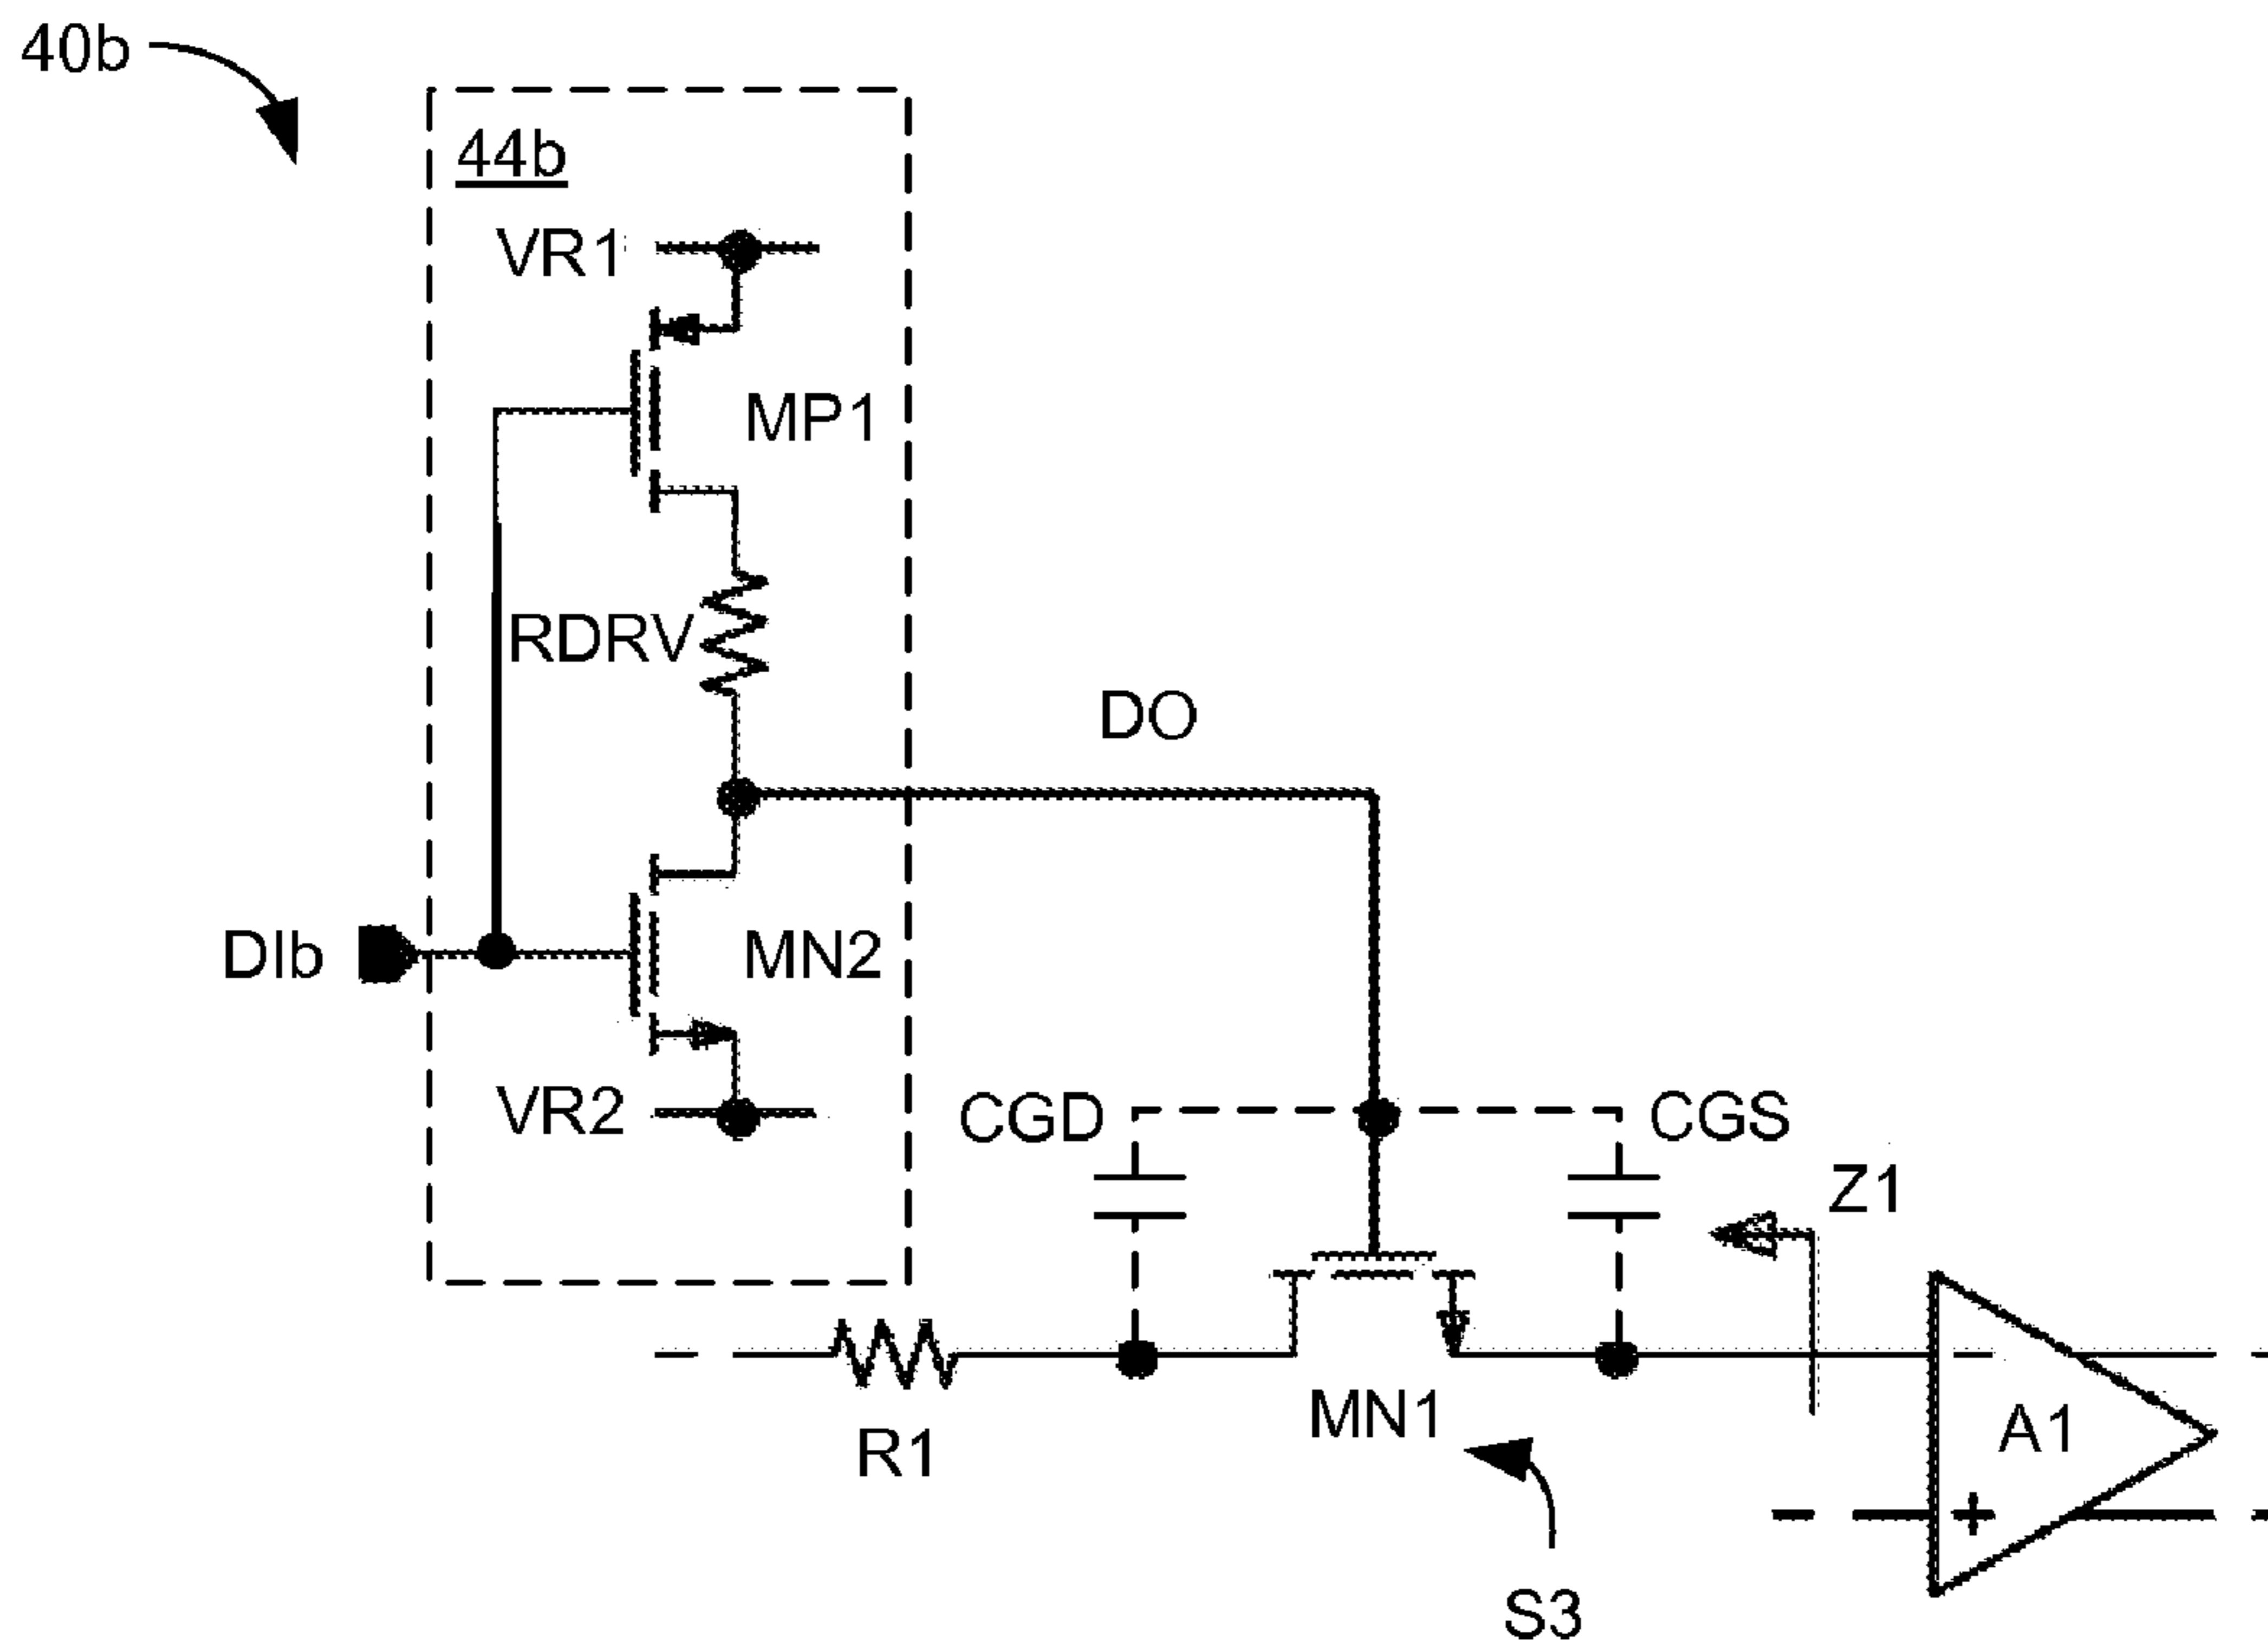 40b
44b
VR1
MP1
RDRV
DO
DIb
MN2
VR2
CGD
CGS
Z1
MN1
A1
R1
+
S3